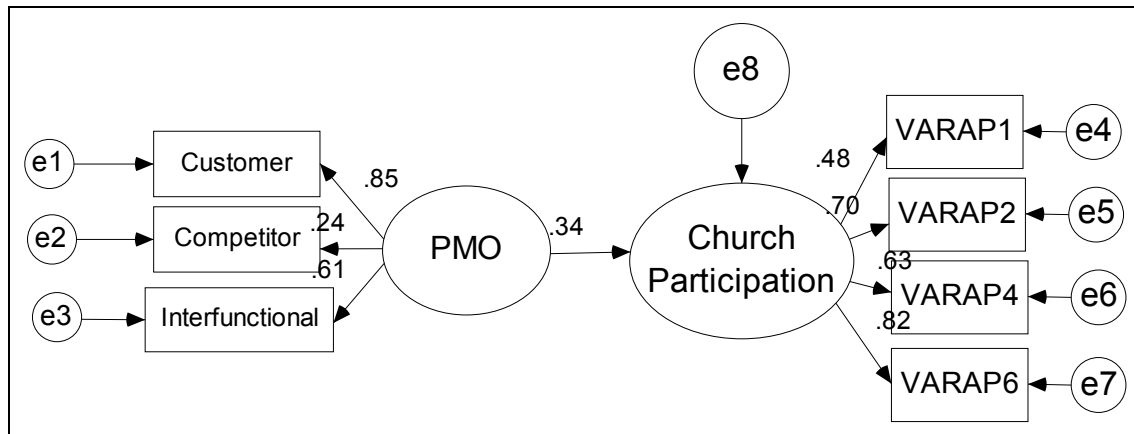 e8
e1
Customer
.85
e2
Competitor
.24
.61
e3
Interfunctional
PMO
.34
Church
Participation
.48
VARAP1
e4
.70
VARAP2
e5
.63
VARAP4
e6
.82
VARAP6
e7